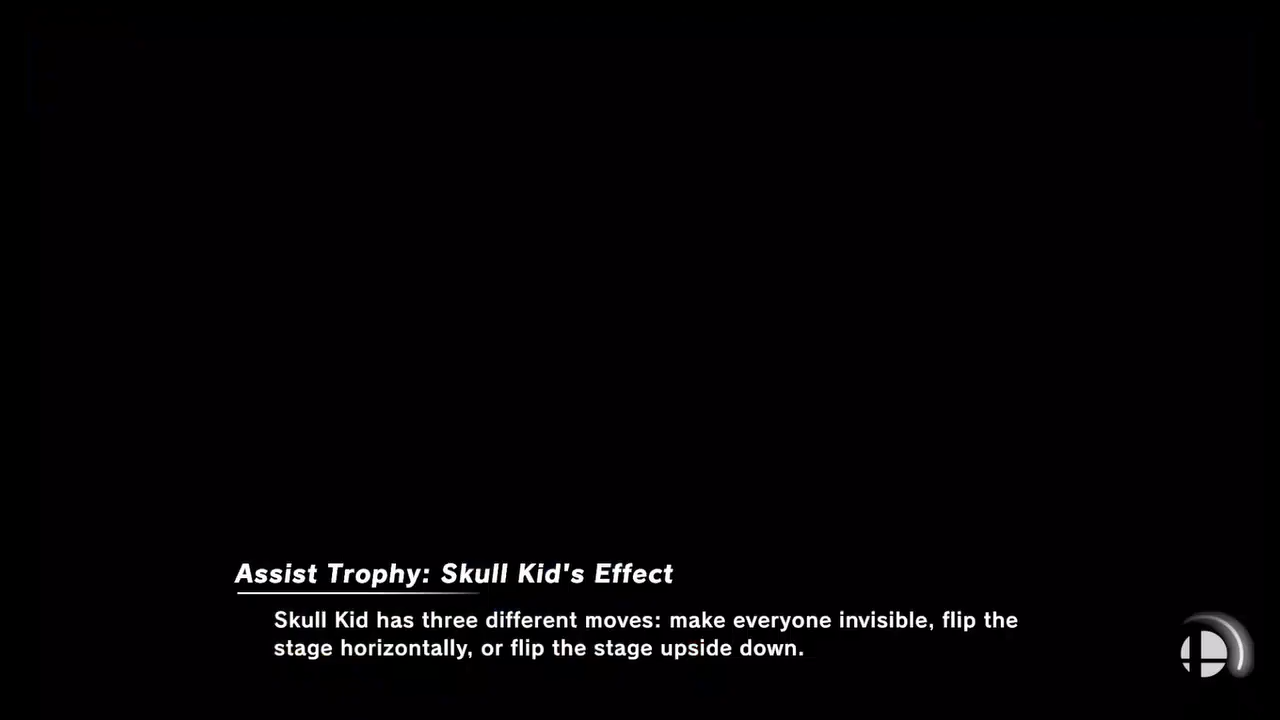 Assist Trophy: Skull Kid's Effect
Skull Kid has three different moves: make everyone invisible, flip the
stage horizontally, or flip the stage upside down.